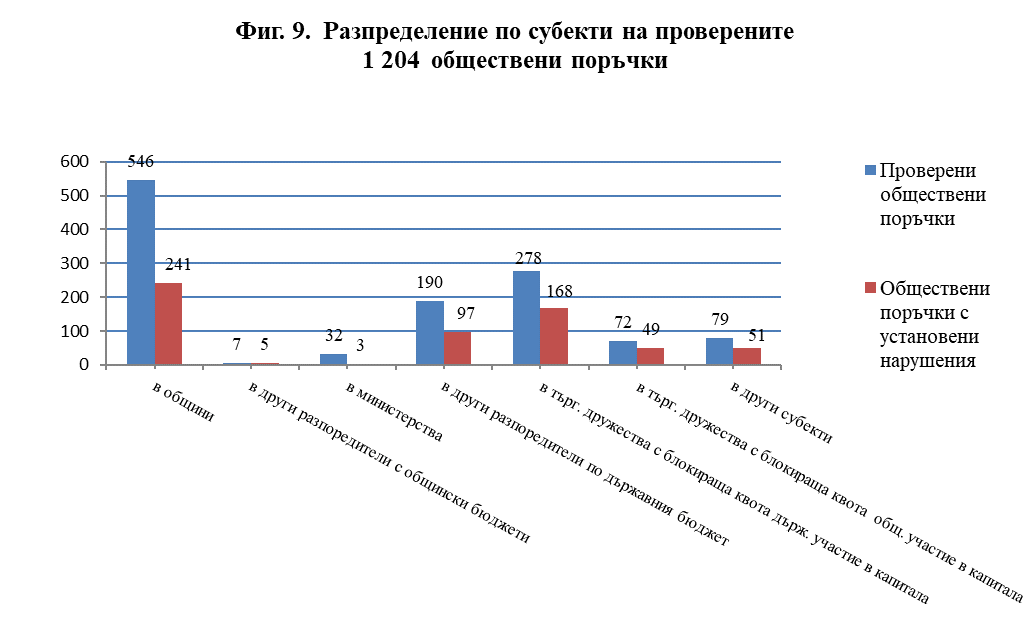 Фиг. 9. Разпределение по субекти на проверените
1 204 обществени поръчки
600
500
400
300
200
100
0
546
241
7
5
32
3
190
97
278
168
72
49
79
51
в общини
в други разпоредители с общински бюджети
в министерства
в други разпоредители по държавния бюджет
в търг. дружества с блокираща квота държ. участие в капитала
в търг. дружества с блокираща квота общ. участие в капитала
в други субекти
Проверени
обществени
поръчки
Обществени
поръчки с
установени
нарушения